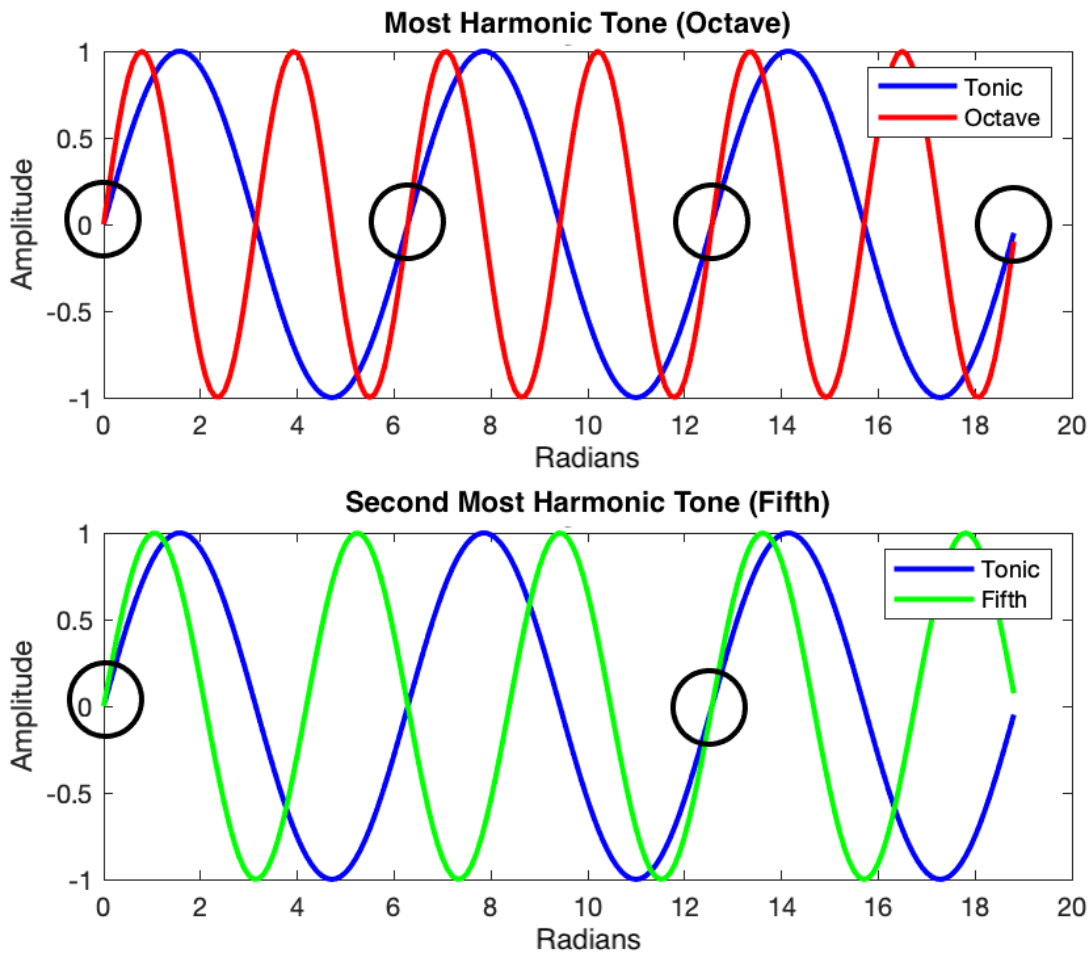 Most Harmonic Tone (Octave)
1
0.5
0
-0.5
-1
Amplitude
Tonic
Octave
0 2 4 6 8 10 12 14 16 18 20
Radians
Second Most Harmonic Tone (Fifth)
1
0.5
0
-0.5
-1
Amplitude
Tonic
Fifth
0 2 4 6 8 10 12 14 16 18 20
Radians